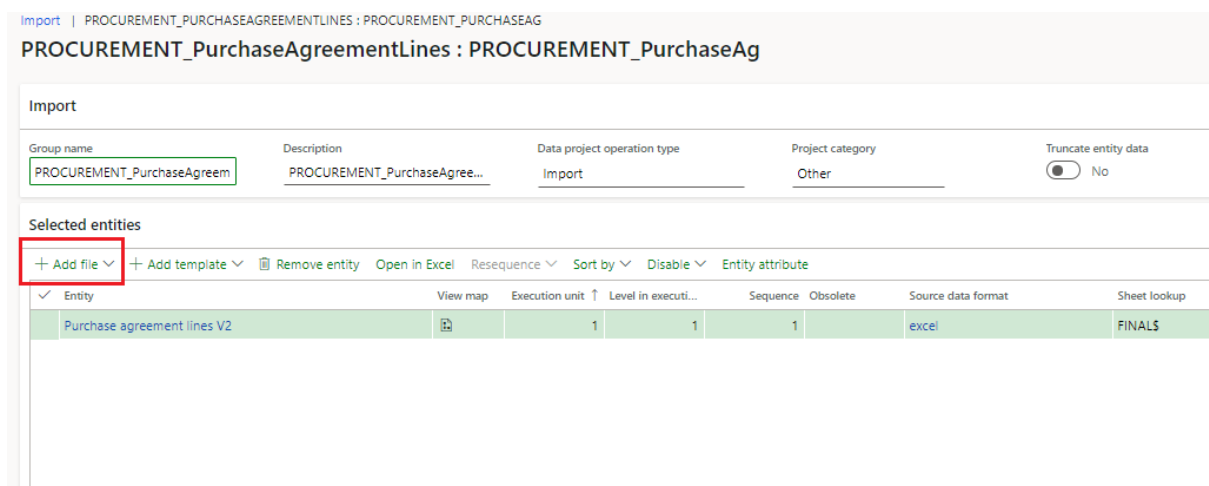 Import | PROCUREMENT_PURCHASEAGREEMENTLINES : PROCUREMENT_PURCHASEAG
PROCUREMENT_PurchaseAgreementLines : PROCUREMENT_PurchaseAg
Import
Group name Description Data project operation type Project category Truncate entity data
PROCUREMENT_PurchaseAgreem PROCUREMENT_PurchaseAgree... Import Other No
Selected entities
+ Add file + Add template Remove entity Open in Excel Resequence Sort by Disable Entity attribute
Entity View map Execution unit ↑ Level in executi... Sequence Obsolete Source data format Sheet lookup
Purchase agreement lines V2 1 1 1 excel FINAL$